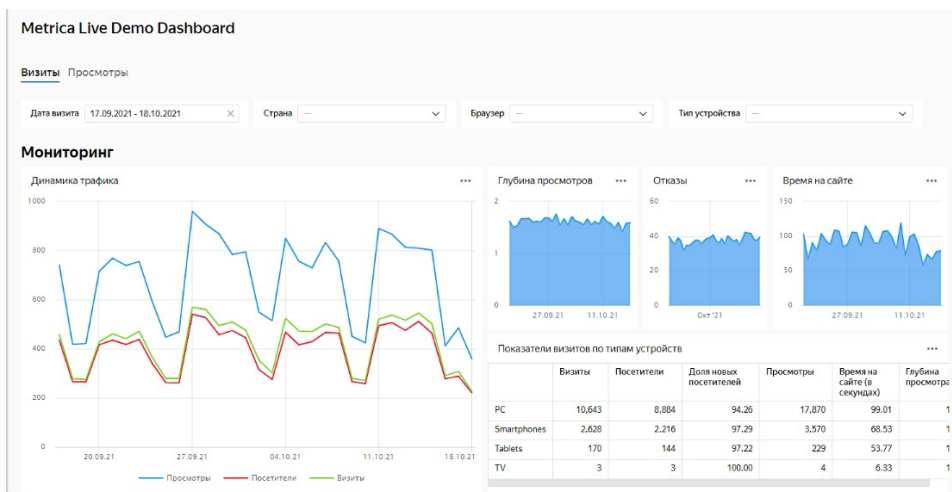 Metrica Live Demo Dashboard
Визиты Просмотры
Дата визита 17.09.2021 - 18.10.2021 × Страна — Браузер — Тип устройства —
Мониторинг
Динамика трафика ...
1000
800
600
400
200
0
20.09.21 27.09.21 04.10.21 11.10.21 18.10.21
Просмотры Посетители Визиты
Глубина просмотров ...
2
1
0
27.09.21 11.10.21
Отказы ...
60
40
20
0
Окт '21
Время на сайте ...
150
100
50
0
27.09.21 11.10.21
Показатели визитов по типам устройств ...
Визиты Посетители Доля новых Просмотры Время на Глубина
посетителей сайте (в просмотра
секундах)
PC 10,643 8,884 94.26 17,870 99.01 1
Smartphones 2,628 2,216 97.29 3,570 68.53 1
Tablets 170 144 97.22 229 53.77 1
TV 3 3 100.00 4 6.33 1